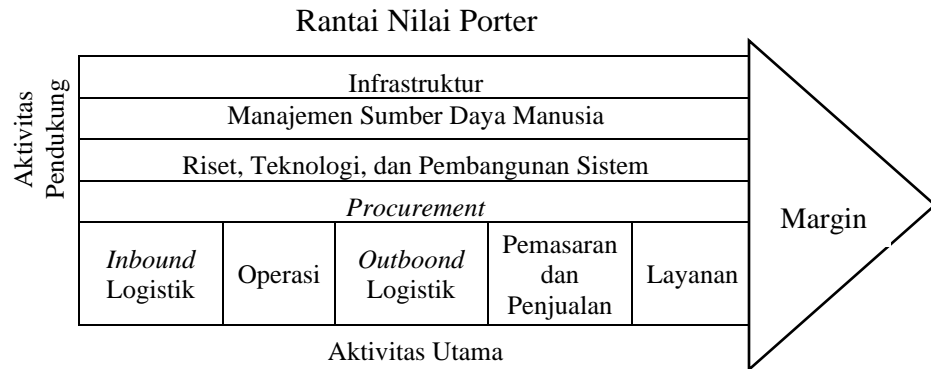 Rantai Nilai Porter
Aktivitas
Pendukung
Infrastruktur
Manajemen Sumber Daya Manusia
Riset, Teknologi, dan Pembangunan Sistem
Procurement
Inbound
Logistik
Operasi
Outboond
Logistik
Pemasaran
dan
Penjualan
Layanan
Margin
Aktivitas Utama